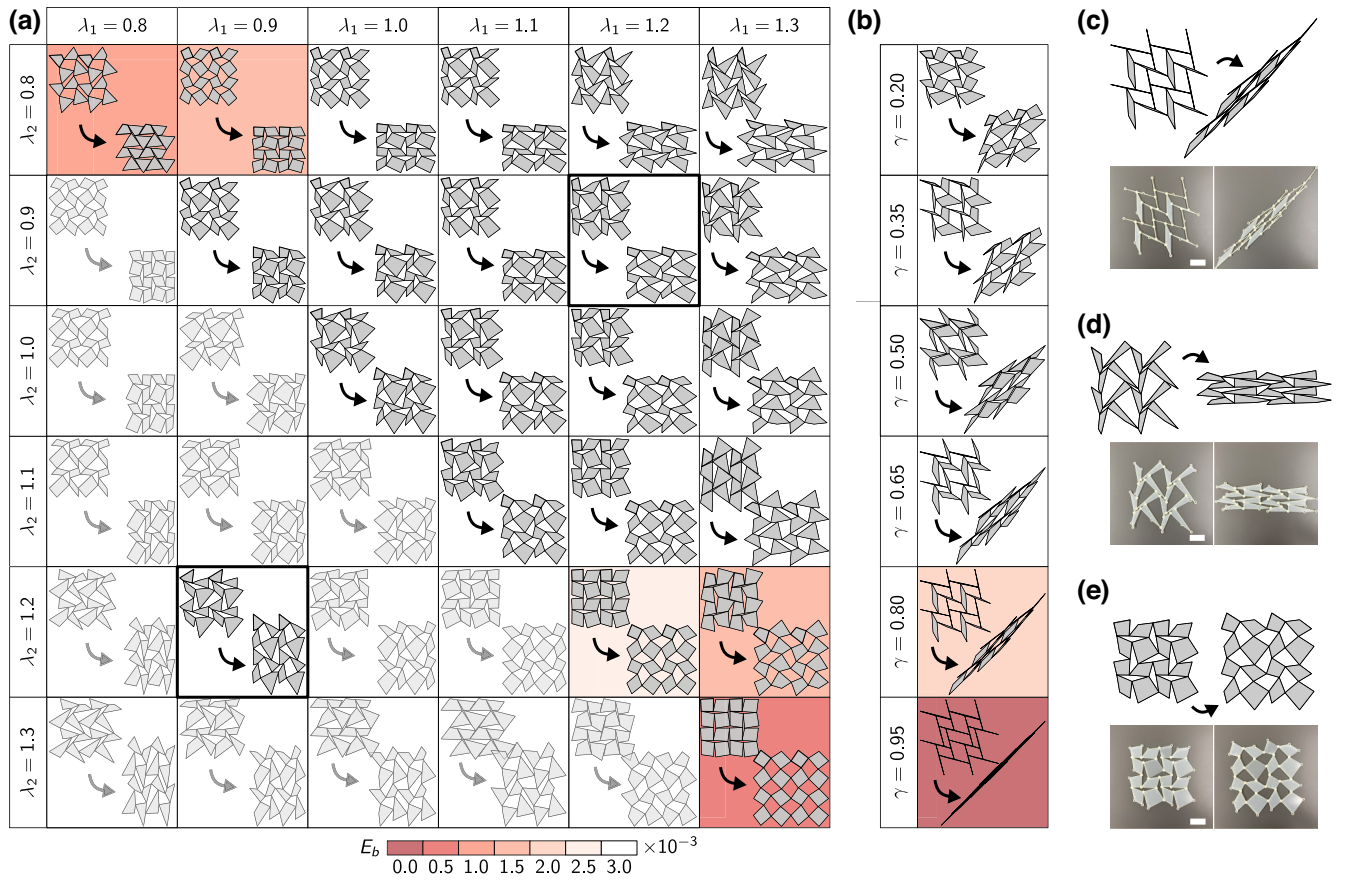 (a)
λ₁ = 0.8 λ₁ = 0.9 λ₁ = 1.0 λ₁ = 1.1 λ₁ = 1.2 λ₁ = 1.3
λ₂ = 0.8
λ₂ = 0.9
λ₂ = 1.0
λ₂ = 1.1
λ₂ = 1.2
λ₂ = 1.3
E_b ×10⁻³
0.0 0.5 1.0 1.5 2.0 2.5 3.0
(b)
γ = 0.20
γ = 0.35
γ = 0.50
γ = 0.65
γ = 0.80
γ = 0.95
(c)
(d)
(e)